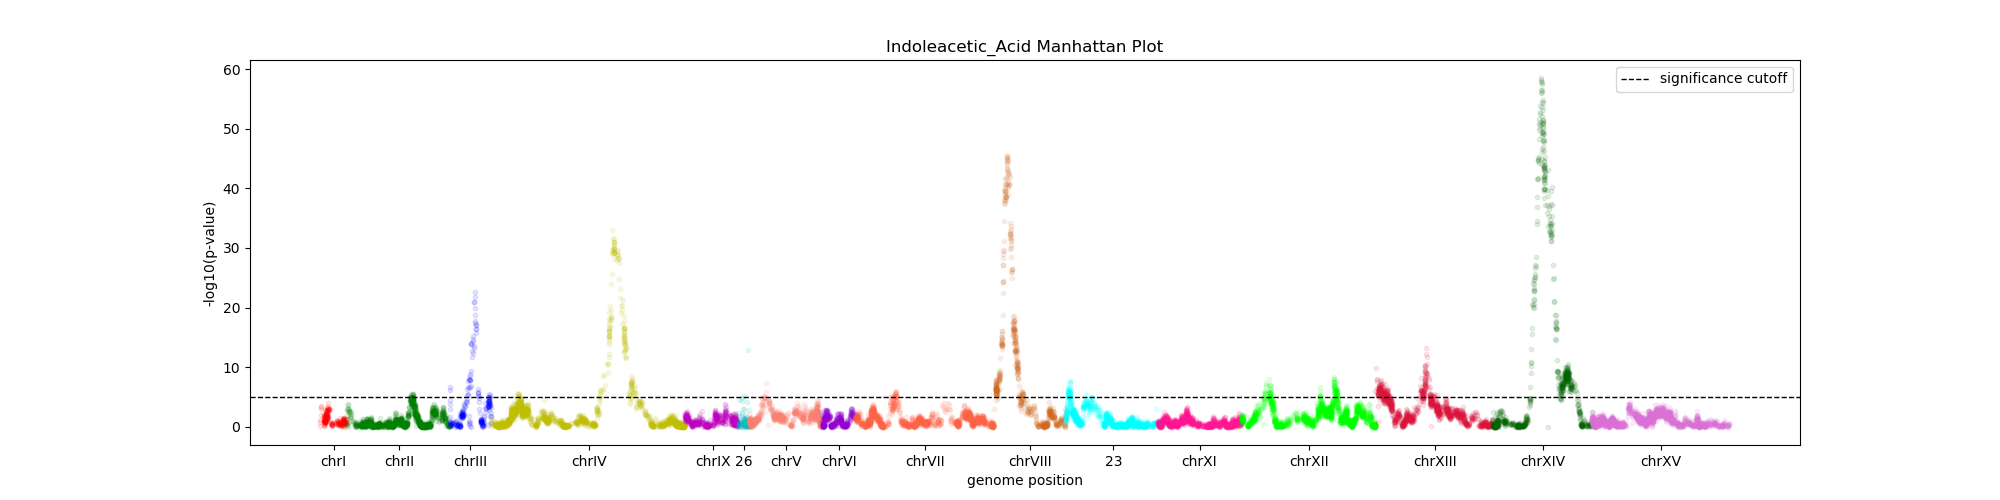 Indoleacetic_Acid Manhattan Plot
60
50
40
30
20
10
0
-log10(p-value)
significance cutoff
chrI chrII chrIII chrIV chrIX 26 chrV chrVI chrVII chrVIII 23 chrXI chrXII chrXIII chrXIV chrXV
genome position